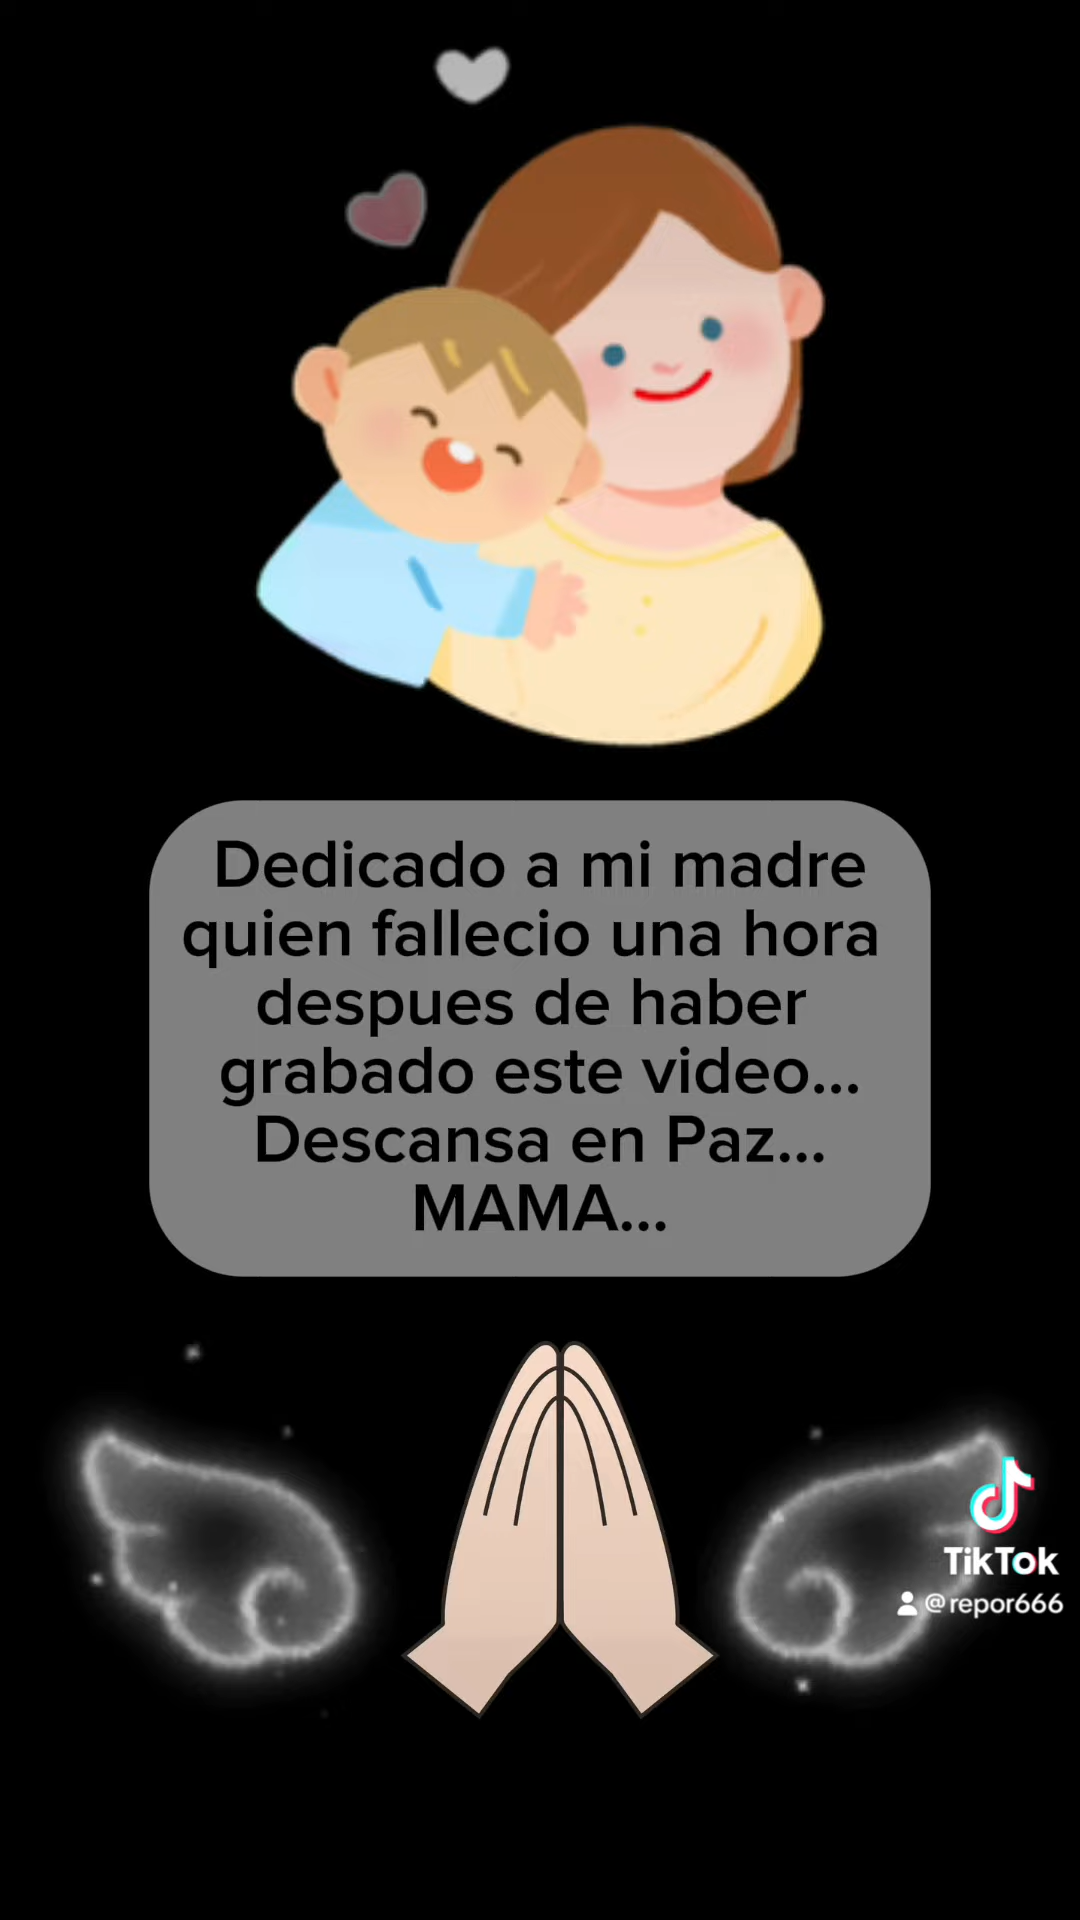 Dedicado a mi madre
quien fallecio una hora
despues de haber
grabado este video...
Descansa en Paz...
MAMA...
TikTok
@repor666